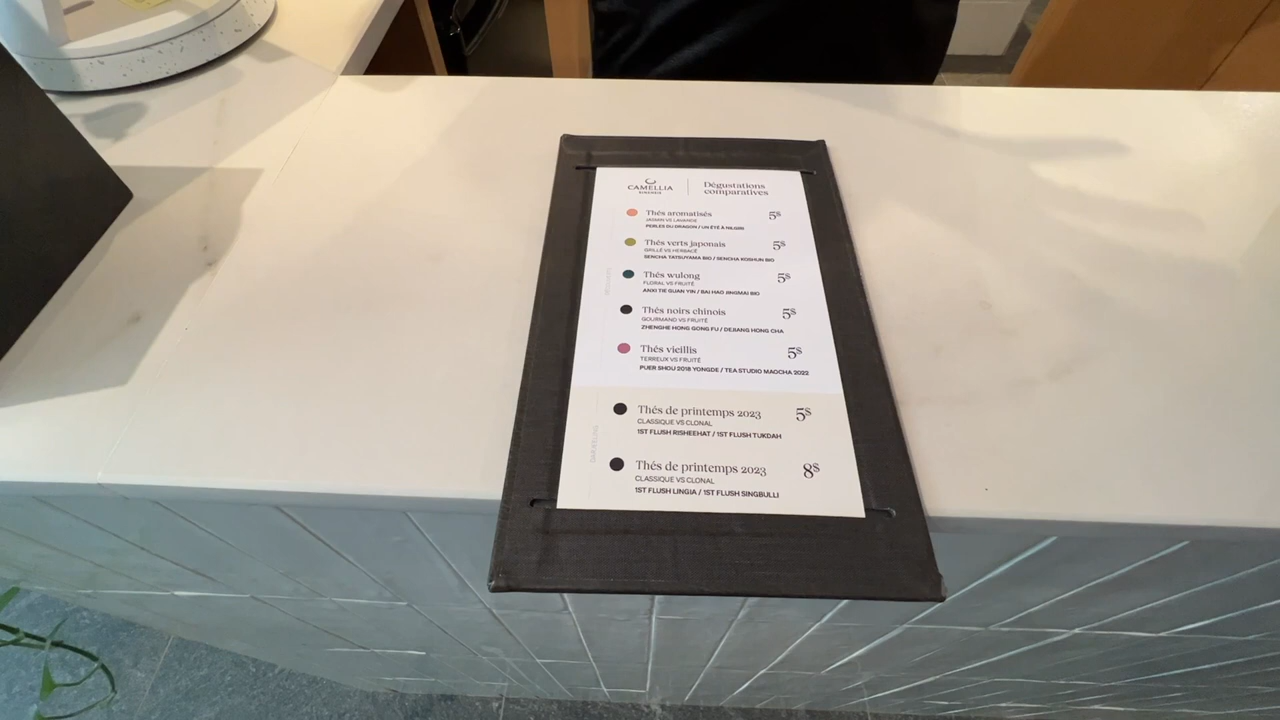 CAMELLIA
SINENSIS
Dégustations
comparatives
Thés aromatisés 5$
JASMIN VS LAVANDE
PERLES DU DRAGON / UN ÉTÉ À NILGIRI
Thés verts japonais 5$
GRILLÉ VS HERBACÉ
SENCHA TATSUYAMA BIO / SENCHA KOSHUN BIO
Thés wulong 5$
FLORAL VS FRUITÉ
ANXI TIE GUAN YIN / BAI HAO JINGMAI BIO
Thés noirs chinois 5$
GOURMAND VS FRUITÉ
ZHENGHE HONG GONG FU / DEJIANG HONG CHA
Thés vieillis 5$
TERREUX VS FRUITÉ
PUER SHOU 2018 YONGDE / TEA STUDIO MAOCHA 2022
DARJEELING
Thés de printemps 2023 5$
CLASSIQUE VS CLONAL
1ST FLUSH RISHEEHAT / 1ST FLUSH TUKDAH
Thés de printemps 2023 8$
CLASSIQUE VS CLONAL
1ST FLUSH LINGIA / 1ST FLUSH SINGBULLI